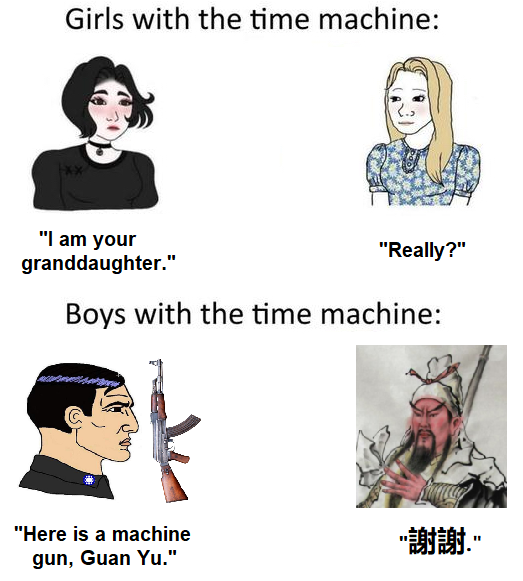 Girls with the time machine:
"I am your
granddaughter."
"Really?"
Boys with the time machine:
"Here is a machine
gun, Guan Yu."
"謝謝."